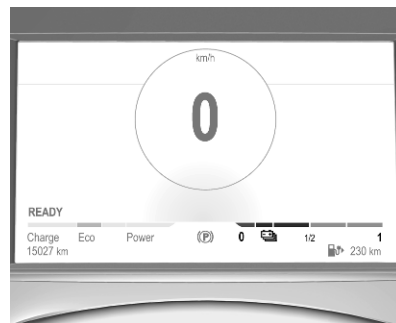 km/h
0
READY
Charge Eco Power (P) 0 1/2 1
15027 km 230 km